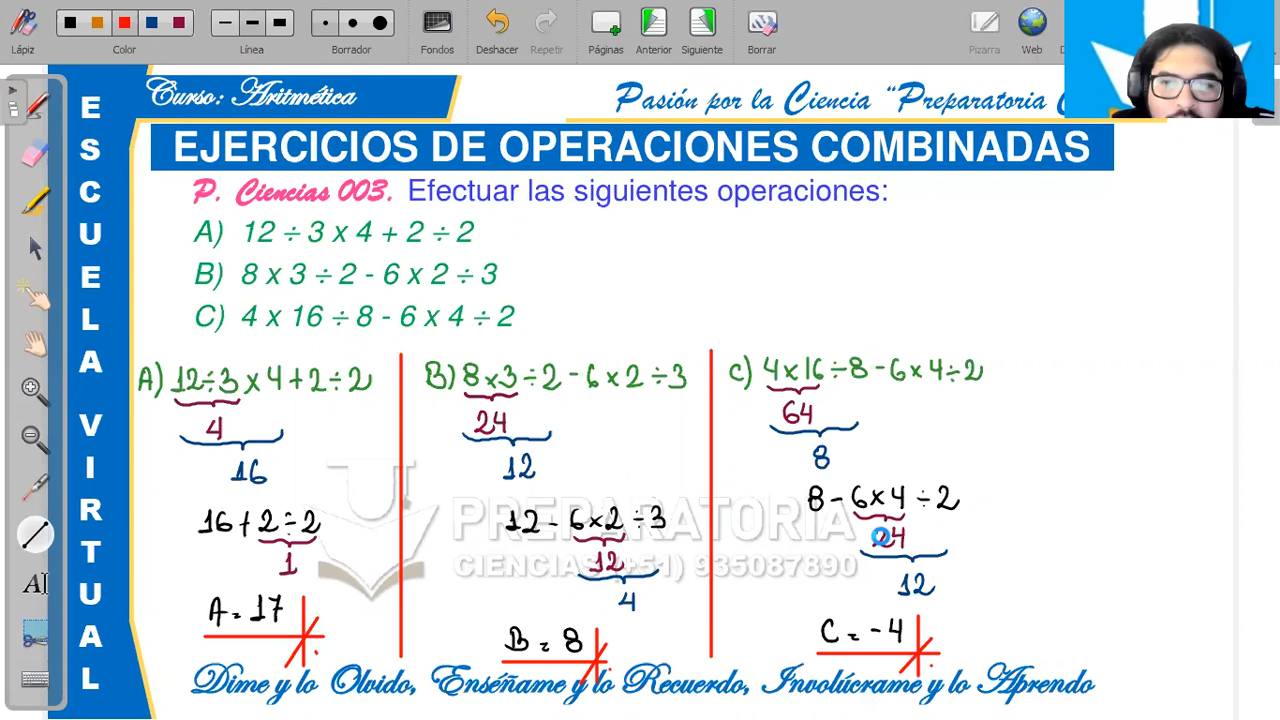 Lápiz
Color
Línea
Borrador
Fondos
Deshacer
Repetir
Páginas
Anterior
Siguiente
Borrar
Pizarra
Web
Curso: Aritmética
Pasión por la Ciencia "Preparatoria C
ESCUELA VIRTUAL
EJERCICIOS DE OPERACIONES COMBINADAS
P. Ciencias 003. Efectuar las siguientes operaciones:
A) 12 ÷ 3 x 4 + 2 ÷ 2
B) 8 x 3 ÷ 2 - 6 x 2 ÷ 3
C) 4 x 16 ÷ 8 - 6 x 4 ÷ 2
A) 12÷3 x 4 + 2 ÷ 2
4
16
16 + 2 ÷ 2
1
A = 17
B) 8 x 3 ÷ 2 - 6 x 2 ÷ 3
24
12
12 - 6 x 2 ÷ 3
12
4
B = 8
C) 4 x 16 ÷ 8 - 6 x 4 ÷ 2
64
8
8 - 6 x 4 ÷ 2
24
12
C = -4
PREPARATORIA
CIENCIAS (+51) 935087890
Dime y lo Olvido, Enséñame y lo Recuerdo, Involúcrame y lo Aprendo
AI